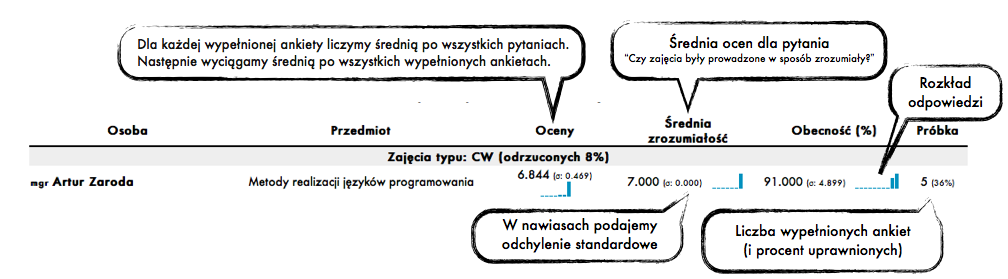 Dla każdej wypełnionej ankiety liczymy średnią po wszystkich pytaniach.
Następnie wyciągamy średnią po wszystkich wypełnionych ankietach.
Średnia ocen dla pytania
"Czy zajęcia były prowadzone w sposób zrozumiały?"
Rozkład
odpowiedzi
Osoba Przedmiot Oceny Średnia
zrozumiałość Obecność (%) Próbka
Zajęcia typu: CW (odrzuconych 8%)
mgr Artur Zaroda Metody realizacji języków programowania 6.844 (σ: 0.469) 7.000 (σ: 0.000) 91.000 (σ: 4.899) 5 (36%)
W nawiasach podajemy
odchylenie standardowe
Liczba wypełnionych ankiet
(i procent uprawnionych)